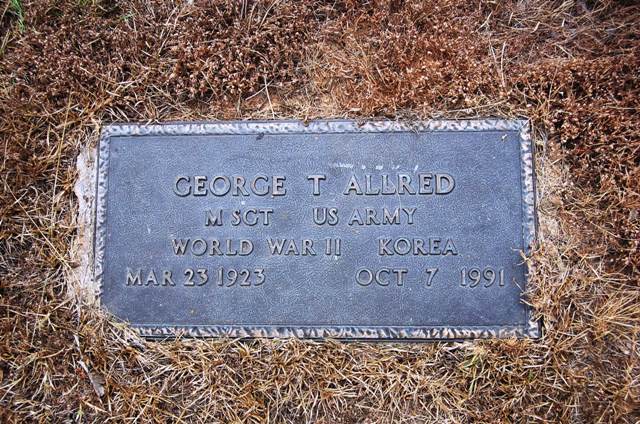 GEORGE T ALLRED
M SGT US ARMY
WORLD WAR II KOREA
MAR 23 1923 OCT 7 1991